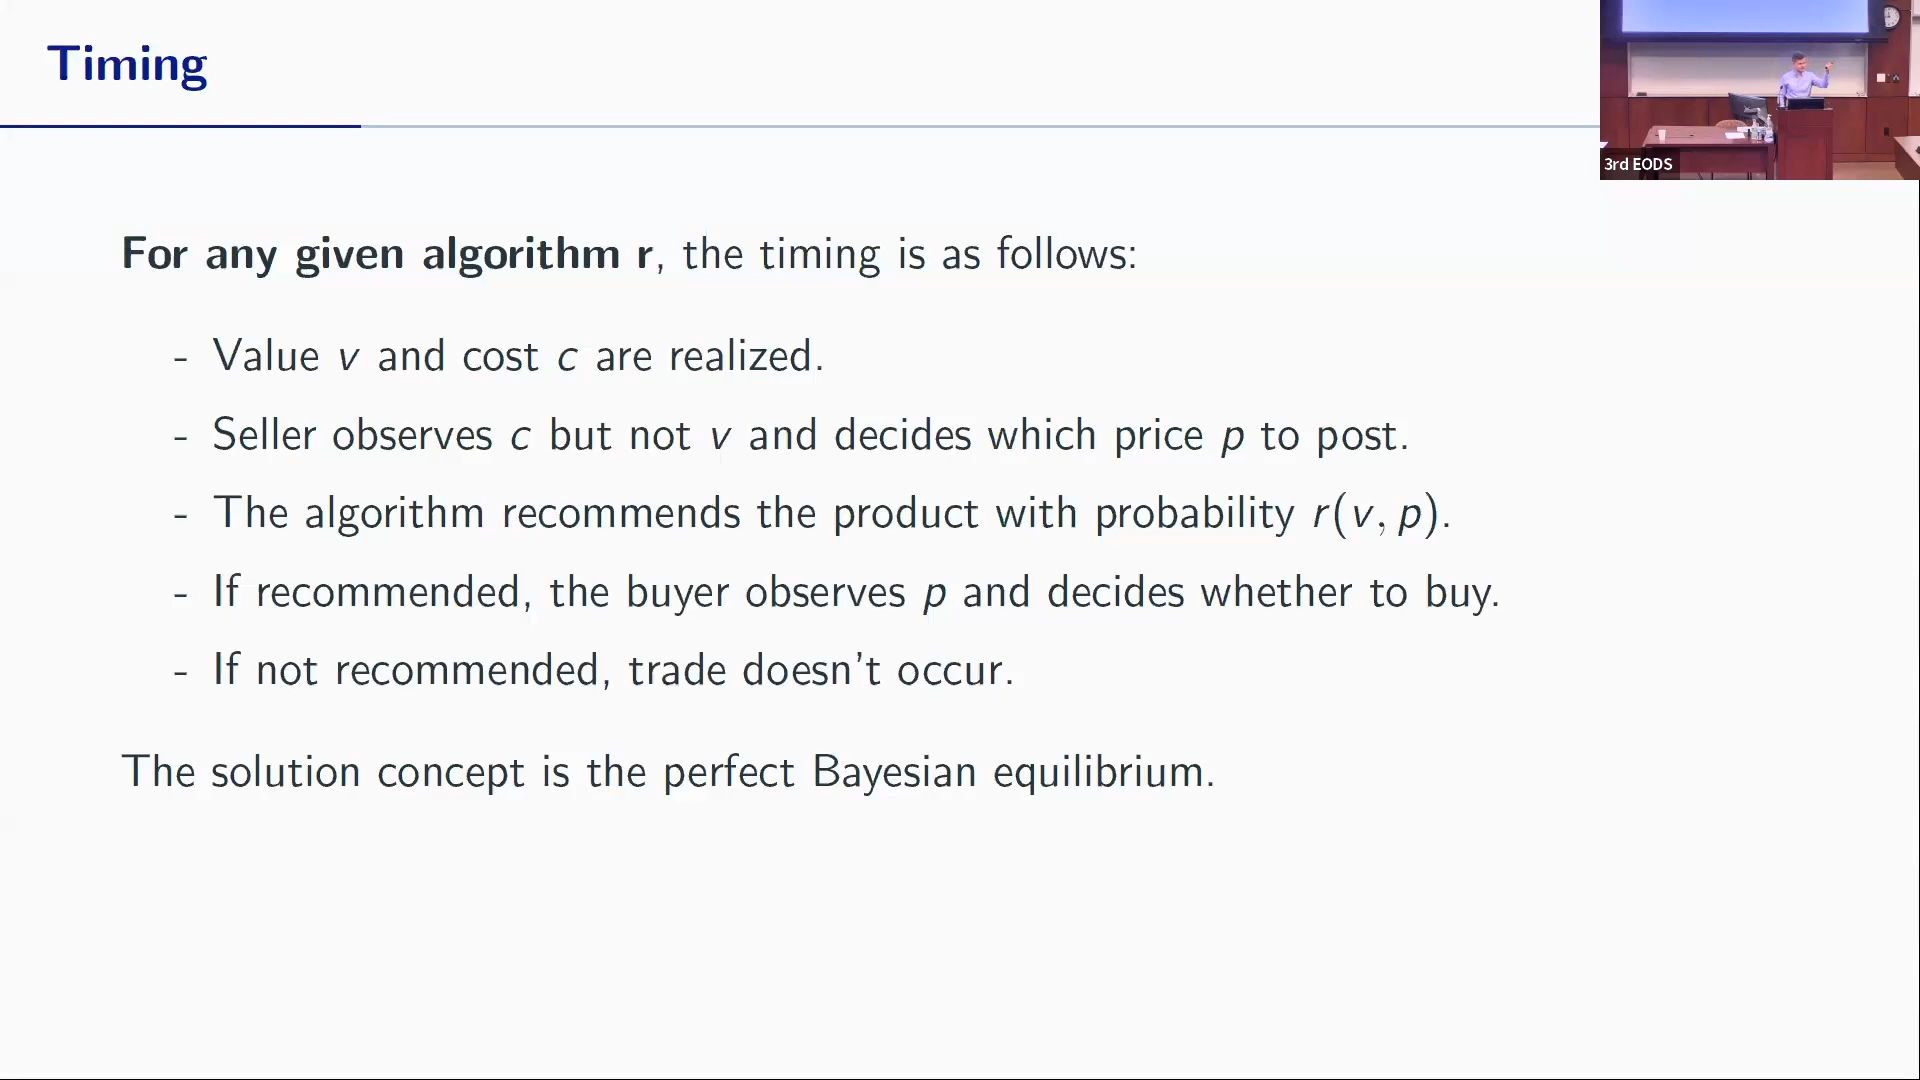 Timing
3rd EODS
For any given algorithm r, the timing is as follows:
- Value v and cost c are realized.
- Seller observes c but not v and decides which price p to post.
- The algorithm recommends the product with probability r(v, p).
- If recommended, the buyer observes p and decides whether to buy.
- If not recommended, trade doesn't occur.
The solution concept is the perfect Bayesian equilibrium.